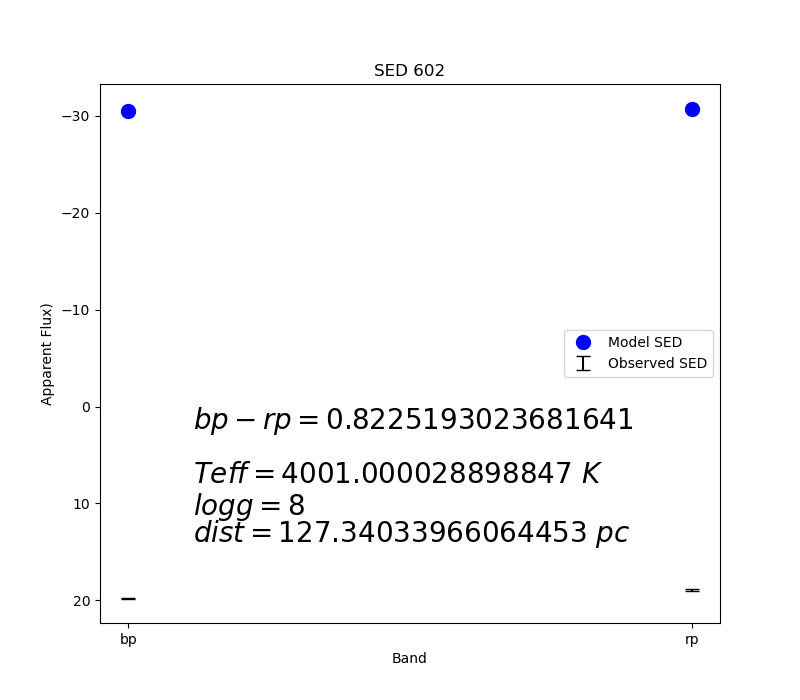 SED 602
Apparent Flux)
−30
−20
−10
0
10
20
Model SED
Observed SED
bp − rp = 0.8225193023681641
Teff = 4001.000028898847 K
logg = 8
dist = 127.34033966064453 pc
bp
rp
Band